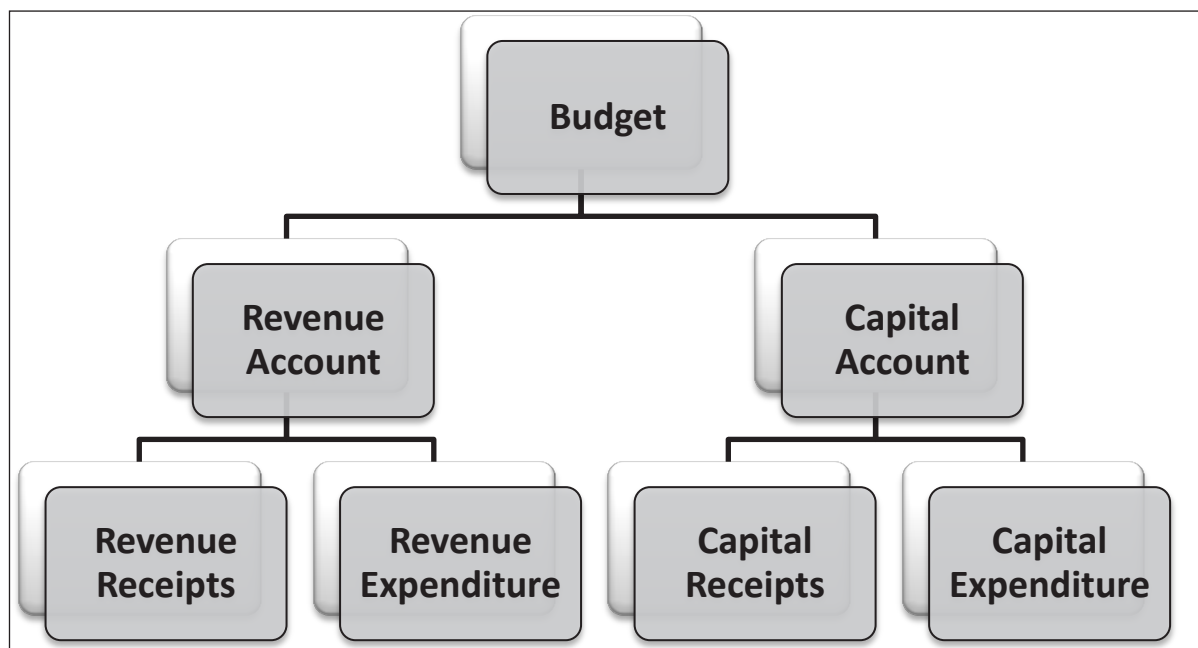 Budget
Revenue
Account
Capital
Account
Revenue
Receipts
Revenue
Expenditure
Capital
Receipts
Capital
Expenditure